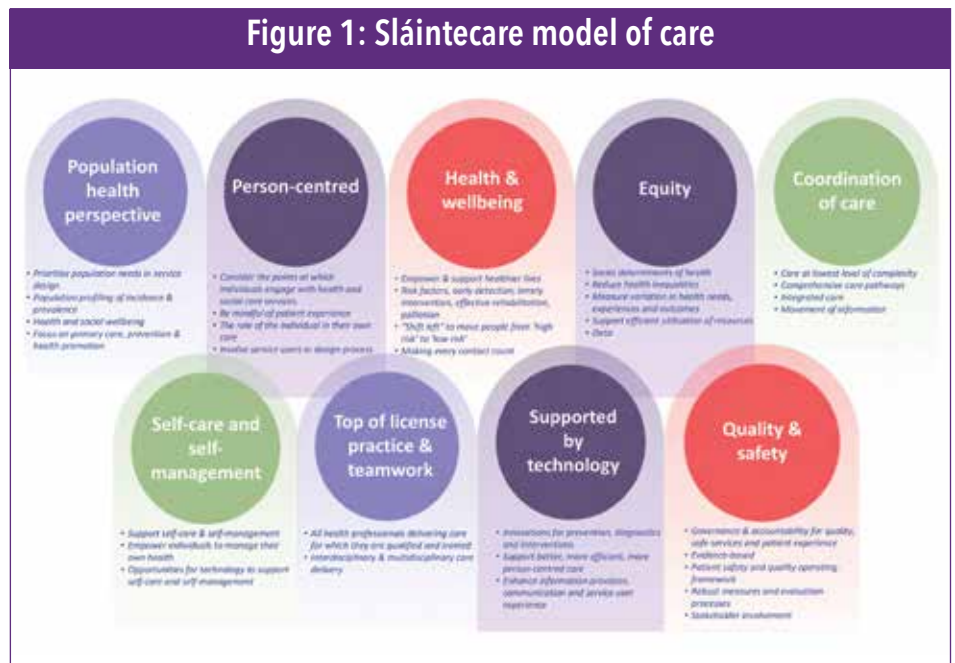 Figure 1: Sláintecare model of care
Population
health
perspective
• Prioritise population needs in service
design
• Population profiling of incidence &
prevalence
• Health and social wellbeing
• Focus on primary care, prevention &
health promotion
Person-centred
• Consider the points at which
individuals engage with health and
social care services
• Be mindful of patient experience
• The role of the individual in their own
care
• Involve service users in design process
Health &
wellbeing
• Empower & support healthier lives
• Risk factors, early detection, timely
intervention, effective rehabilitation,
palliation
• "Shift left" to move people from 'high
risk' to 'low risk'
• Making every contact count
Equity
• Socio determinants of health
• Reduce health inequalities
• Measure variation in health needs,
experiences and outcomes
• Support efficient utilisation of resources
• Data
Coordination
of care
• Care at lowest level of complexity
• Comprehensive care pathways
• Integrated care
• Movement of information
Self-care and
self-
management
• Support self-care & self-management
• Empower individuals to manage their
own health
• Opportunities for technology to support
self-care and self-management
Top of license
practice &
teamwork
• All health professionals delivering care
for which they are qualified and trained
• Interdisciplinary & multidisciplinary care
delivery
Supported
by
technology
• Innovations for prevention, diagnostics
and interventions
• Support better, more efficient, more
person-centred care
• Enhance information provision,
communication and service user
experience
Quality &
safety
• Governance & accountability for quality,
safe services and patient experience
• Evidence-based
• Patient safety and quality operating
framework
• Robust measures and evaluation
processes
• Stakeholder involvement